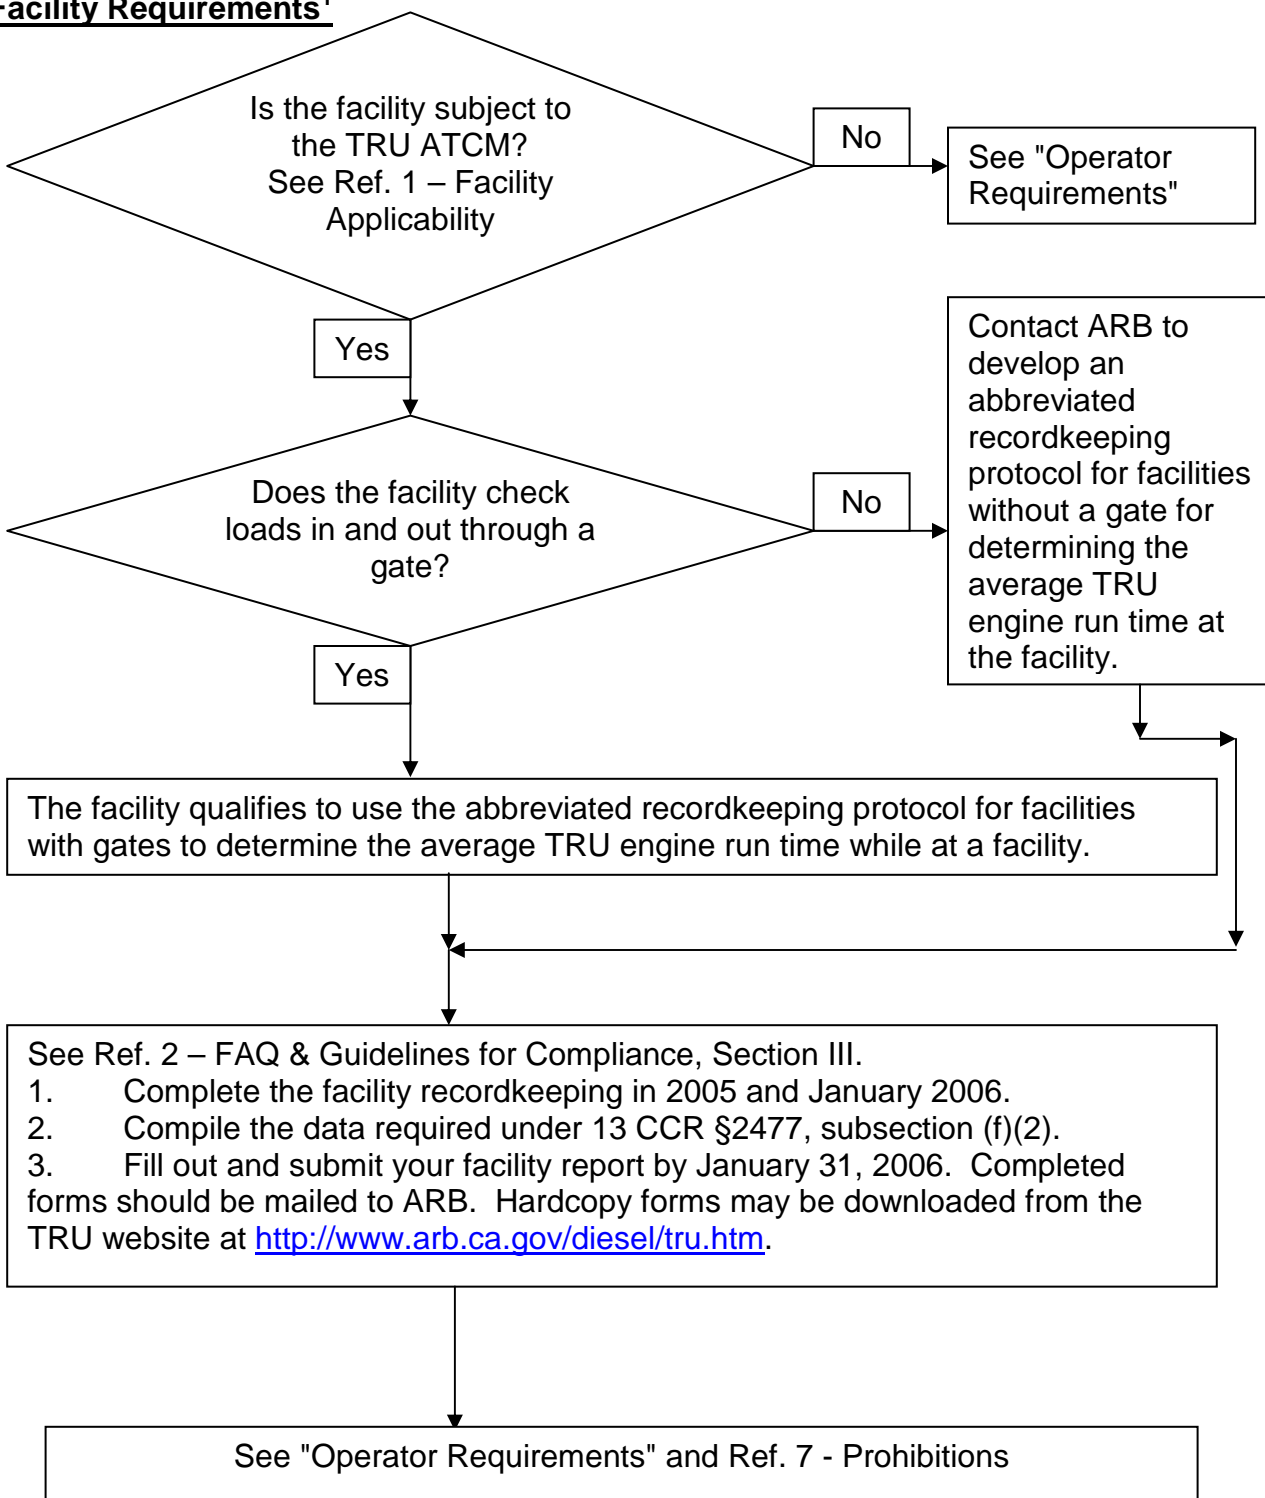 Facility Requirements1
Is the facility subject to
the TRU ATCM?
See Ref. 1 – Facility
Applicability
No
See "Operator
Requirements"
Yes
Does the facility check
loads in and out through a
gate?
No
Contact ARB to
develop an
abbreviated
recordkeeping
protocol for facilities
without a gate for
determining the
average TRU
engine run time at
the facility.
Yes
The facility qualifies to use the abbreviated recordkeeping protocol for facilities
with gates to determine the average TRU engine run time while at a facility.
See Ref. 2 – FAQ & Guidelines for Compliance, Section III.
1. Complete the facility recordkeeping in 2005 and January 2006.
2. Compile the data required under 13 CCR §2477, subsection (f)(2).
3. Fill out and submit your facility report by January 31, 2006. Completed
forms should be mailed to ARB. Hardcopy forms may be downloaded from the
TRU website at http://www.arb.ca.gov/diesel/tru.htm.
See "Operator Requirements" and Ref. 7 - Prohibitions